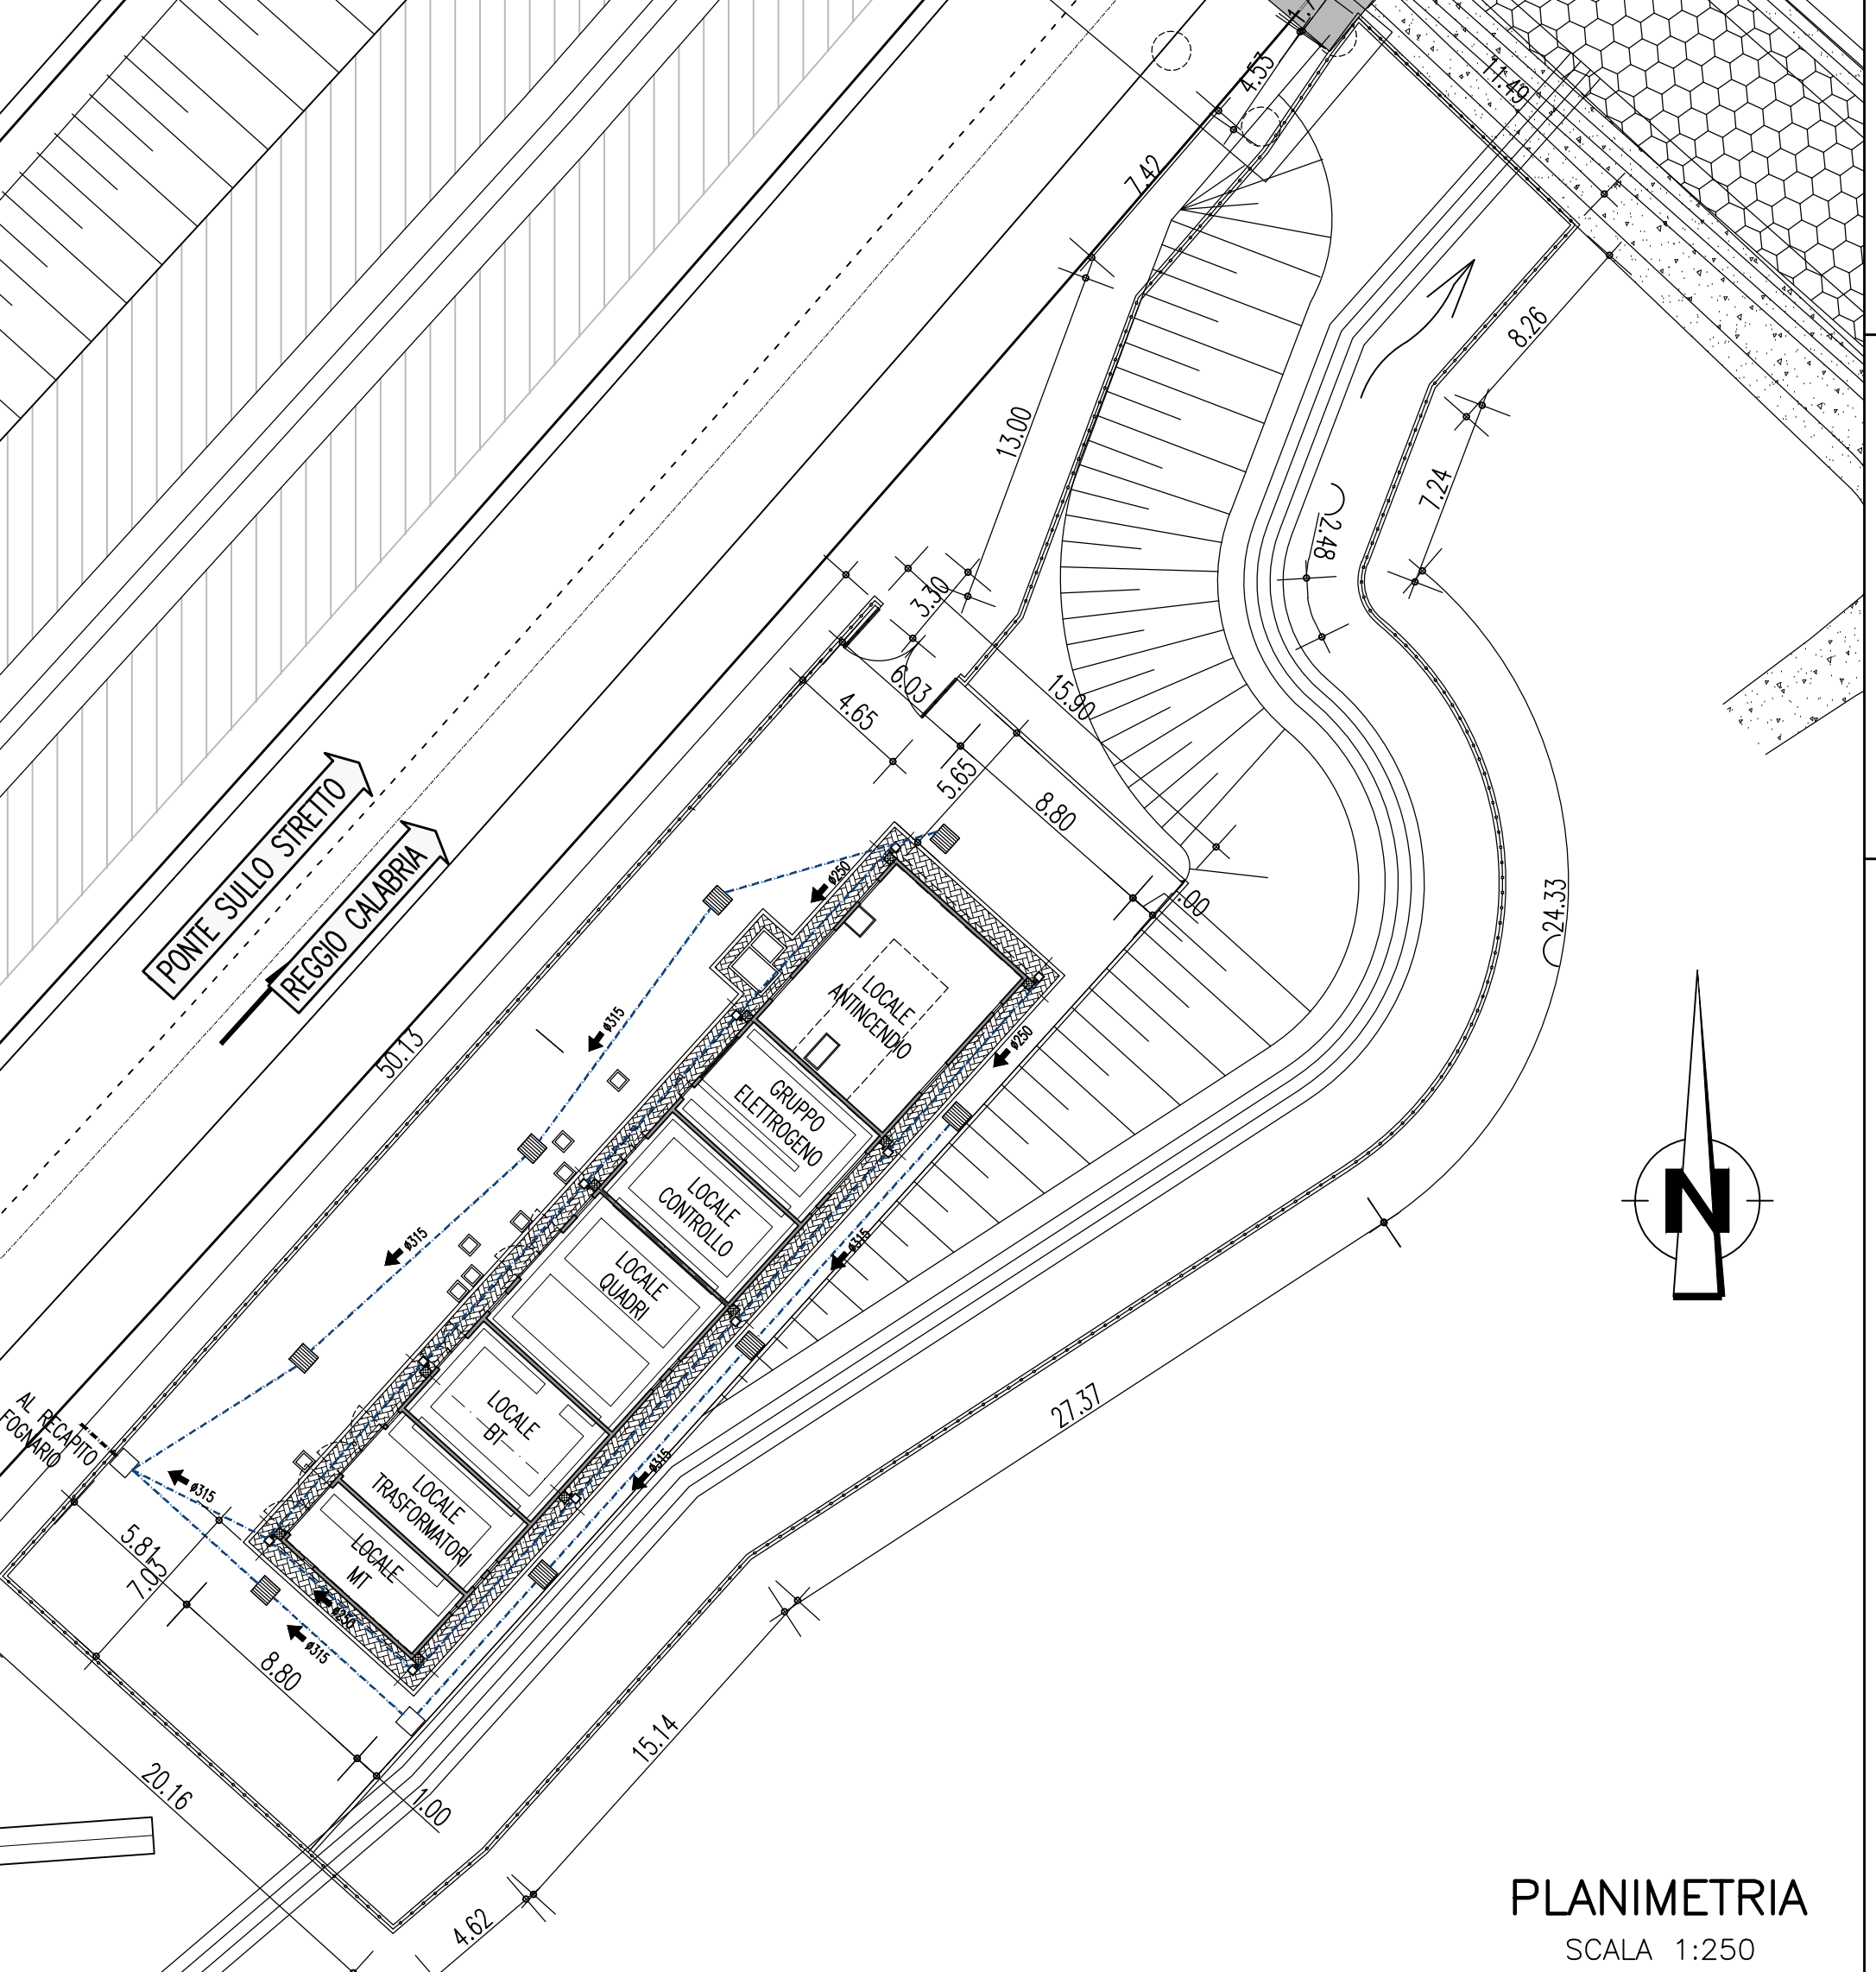 4.53
11.49
7.42
8.26
13.00
7.24
2.48
3.30
6.03
15.90
4.65
5.65
8.80
PONTE SULLO STRETTO
REGGIO CALABRIA
ø250
.00
24.33
LOCALE
ANTINCENDIO
ø315
50.13
ø250
GRUPPO
ELETTROGENO
N
LOCALE
CONTROLLO
ø315
ø315
LOCALE
QUADRI
LOCALE
BT
27.37
AL RECAPITO
FOGNARIO
ø315
ø315
LOCALE
TRASFORMATORI
5.81
7.03
LOCALE
MT
ø250
ø315
8.80
15.14
20.16
1.00
4.62
PLANIMETRIA
SCALA 1:250